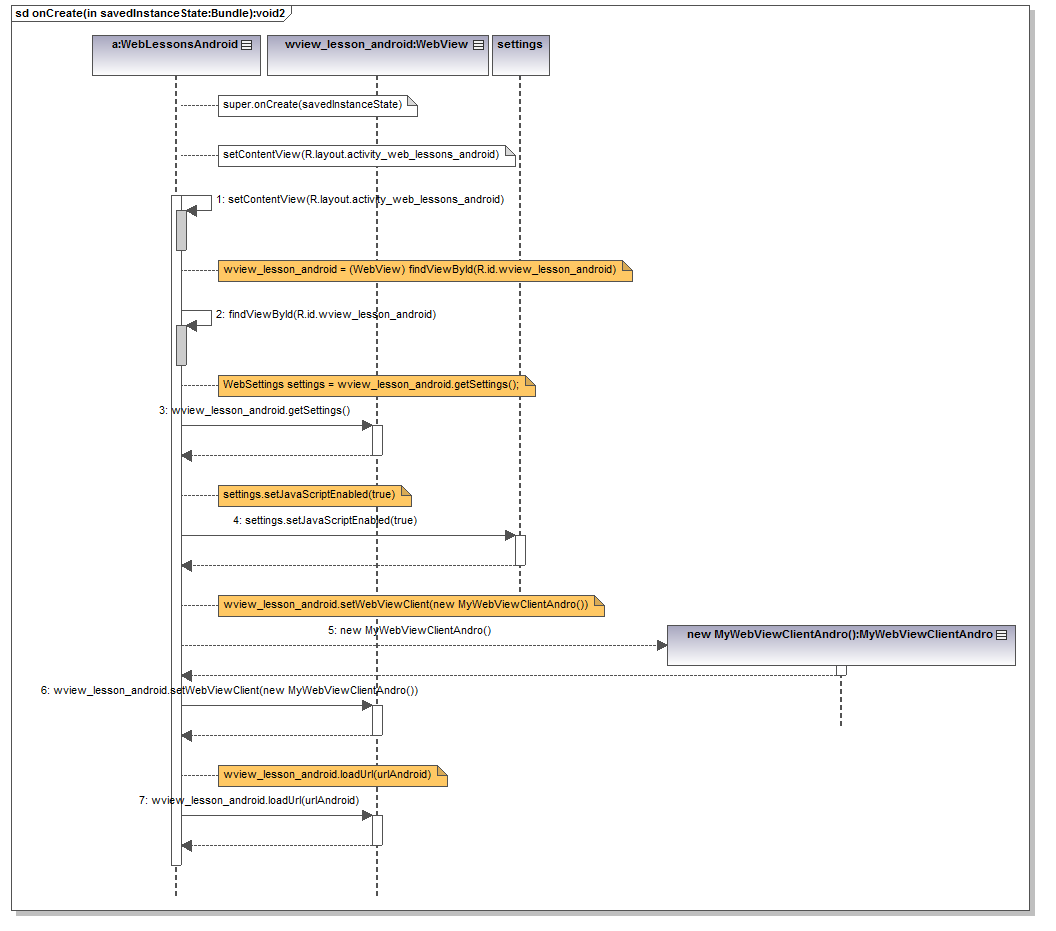 sd onCreate(in savedInstanceState:Bundle):void2
a:WebLessonsAndroid
wview_lesson_android:WebView
settings
super.onCreate(savedInstanceState)
setContentView(R.layout.activity_web_lessons_android)
1: setContentView(R.layout.activity_web_lessons_android)
wview_lesson_android = (WebView) findViewById(R.id.wview_lesson_android)
2: findViewById(R.id.wview_lesson_android)
WebSettings settings = wview_lesson_android.getSettings();
3: wview_lesson_android.getSettings()
settings.setJavaScriptEnabled(true)
4: settings.setJavaScriptEnabled(true)
wview_lesson_android.setWebViewClient(new MyWebViewClientAndro())
5: new MyWebViewClientAndro()
new MyWebViewClientAndro():MyWebViewClientAndro
6: wview_lesson_android.setWebViewClient(new MyWebViewClientAndro())
wview_lesson_android.loadUrl(urlAndroid)
7: wview_lesson_android.loadUrl(urlAndroid)